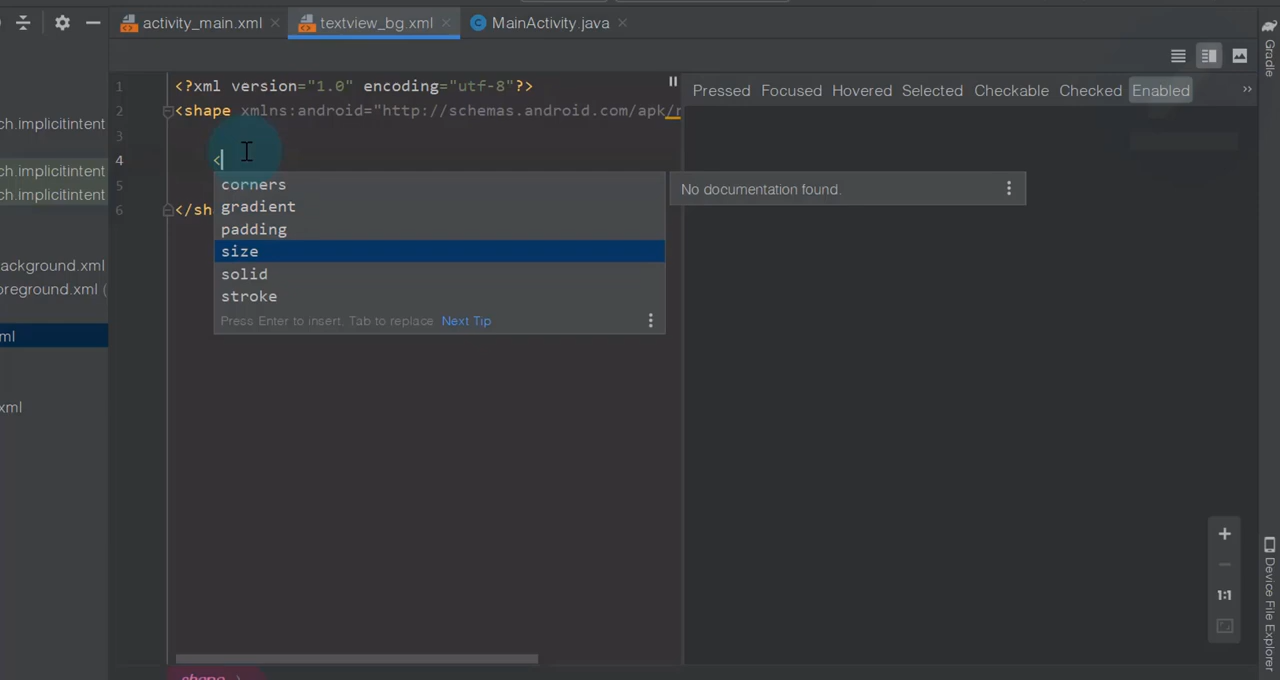 activity_main.xml textview_bg.xml MainActivity.java
Pressed Focused Hovered Selected Checkable Checked Enabled »
1 <?xml version="1.0" encoding="utf-8"?>
2 <shape xmlns:android="http://schemas.android.com/apk/r
3
4 <
5
6 </sh
corners
gradient
padding
size
solid
stroke
Press Enter to insert, Tab to replace Next Tip
No documentation found.
ch.implicitintent
ch.implicitintent
ch.implicitintent
ackground.xml
oreground.xml (
ml
xml
shape
1:1
Gradle
Device File Explorer